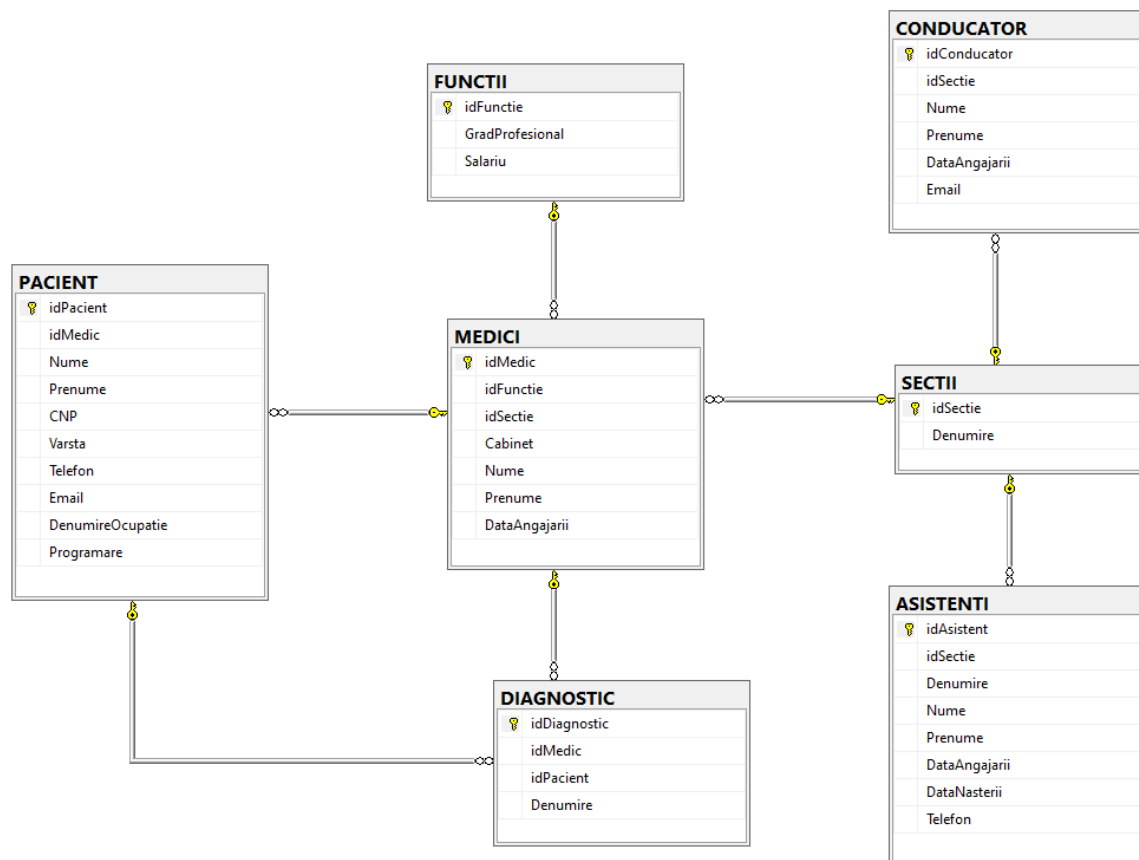 CONDUCATOR
idConducator
idSectie
Nume
Prenume
DataAngajarii
Email
FUNCTII
idFunctie
GradProfesional
Salariu
PACIENT
idPacient
idMedic
Nume
Prenume
CNP
Varsta
Telefon
Email
DenumireOcupatie
Programare
MEDICI
idMedic
idFunctie
idSectie
Cabinet
Nume
Prenume
DataAngajarii
SECTII
idSectie
Denumire
DIAGNOSTIC
idDiagnostic
idMedic
idPacient
Denumire
ASISTENTI
idAsistent
idSectie
Denumire
Nume
Prenume
DataAngajarii
DataNasterii
Telefon